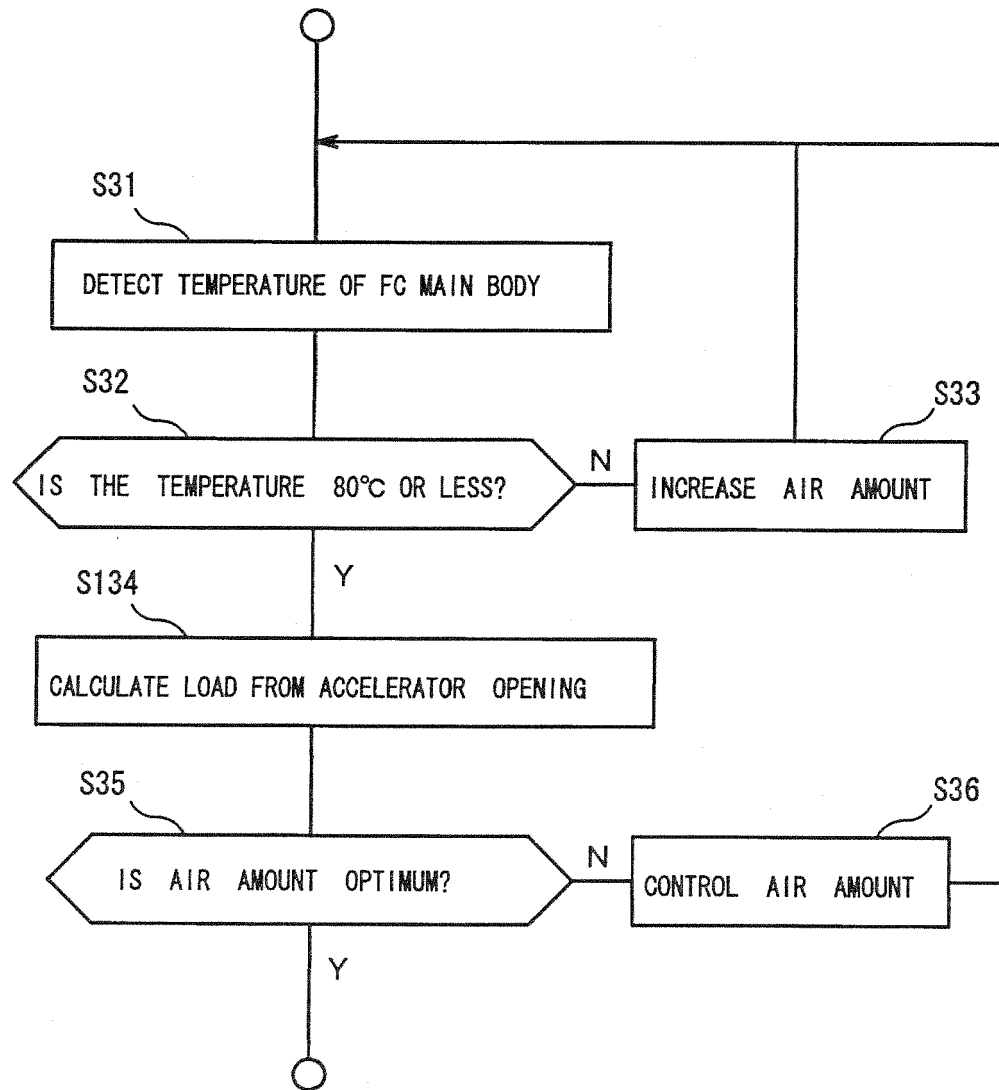 S31
DETECT TEMPERATURE OF FC MAIN BODY
S32
IS THE TEMPERATURE 80℃ OR LESS?
N
S33
INCREASE AIR AMOUNT
Y
S134
CALCULATE LOAD FROM ACCELERATOR OPENING
S35
IS AIR AMOUNT OPTIMUM?
N
S36
CONTROL AIR AMOUNT
Y